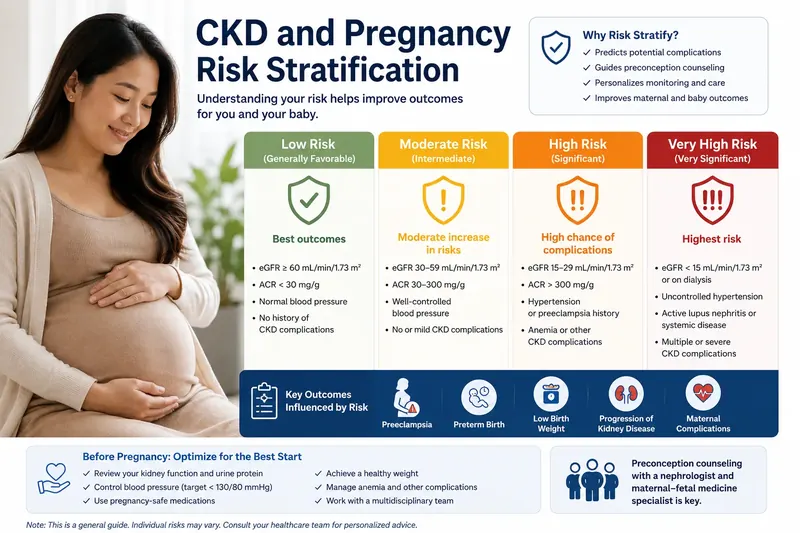 CKD and Pregnancy
Risk Stratification
Understanding your risk helps improve outcomes
for you and your baby.
Why Risk Stratify?
✓ Predicts potential complications
✓ Guides preconception counseling
✓ Personalizes monitoring and care
✓ Improves maternal and baby outcomes
Low Risk
(Generally Favorable)
Best outcomes
• eGFR ≥ 60 mL/min/1.73 m²
• ACR < 30 mg/g
• Normal blood pressure
• No history of
CKD complications
Moderate Risk
(Intermediate)
!
Moderate increase
in risks
• eGFR 30–59 mL/min/1.73 m²
• ACR 30–300 mg/g
• Well-controlled
blood pressure
• No or mild CKD complications
High Risk
(Significant)
!!
High chance of
complications
• eGFR 15–29 mL/min/1.73 m²
• ACR > 300 mg/g
• Hypertension
or preeclampsia history
• Anemia or other
CKD complications
Very High Risk
(Very Significant)
!!!
Highest risk
• eGFR < 15 mL/min/1.73 m²
or on dialysis
• Uncontrolled hypertension
• Active lupus nephritis or
systemic disease
• Multiple or severe
CKD complications
Key Outcomes
Influenced by Risk
Preeclampsia
Preterm Birth
Low Birth
Weight
Progression of
Kidney Disease
Maternal
Complications
Before Pregnancy: Optimize for the Best Start
✓ Review your kidney function and urine protein
✓ Control blood pressure (target < 130/80 mmHg)
✓ Use pregnancy-safe medications
✓ Achieve a healthy weight
✓ Manage anemia and other complications
✓ Work with a multidisciplinary team
Preconception counseling
with a nephrologist and
maternal–fetal medicine
specialist is key.
Note: This is a general guide. Individual risks may vary. Consult your healthcare team for personalized advice.